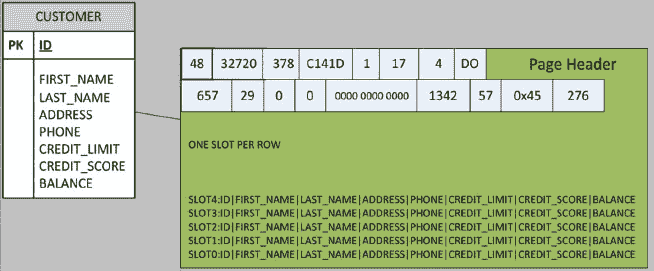 CUSTOMER
PK ID
FIRST_NAME
LAST_NAME
ADDRESS
PHONE
CREDIT_LIMIT
CREDIT_SCORE
BALANCE
48 32720 378 C141D 1 17 4 DO Page Header
657 29 0 0 0000 0000 0000 1342 57 0x45 276
ONE SLOT PER ROW
SLOT4:ID|FIRST_NAME|LAST_NAME|ADDRESS|PHONE|CREDIT_LIMIT|CREDIT_SCORE|BALANCE
SLOT3:ID|FIRST_NAME|LAST_NAME|ADDRESS|PHONE|CREDIT_LIMIT|CREDIT_SCORE|BALANCE
SLOT2:ID|FIRST_NAME|LAST_NAME|ADDRESS|PHONE|CREDIT_LIMIT|CREDIT_SCORE|BALANCE
SLOT1:ID|FIRST_NAME|LAST_NAME|ADDRESS|PHONE|CREDIT_LIMIT|CREDIT_SCORE|BALANCE
SLOT0:ID|FIRST_NAME|LAST_NAME|ADDRESS|PHONE|CREDIT_LIMIT|CREDIT_SCORE|BALANCE